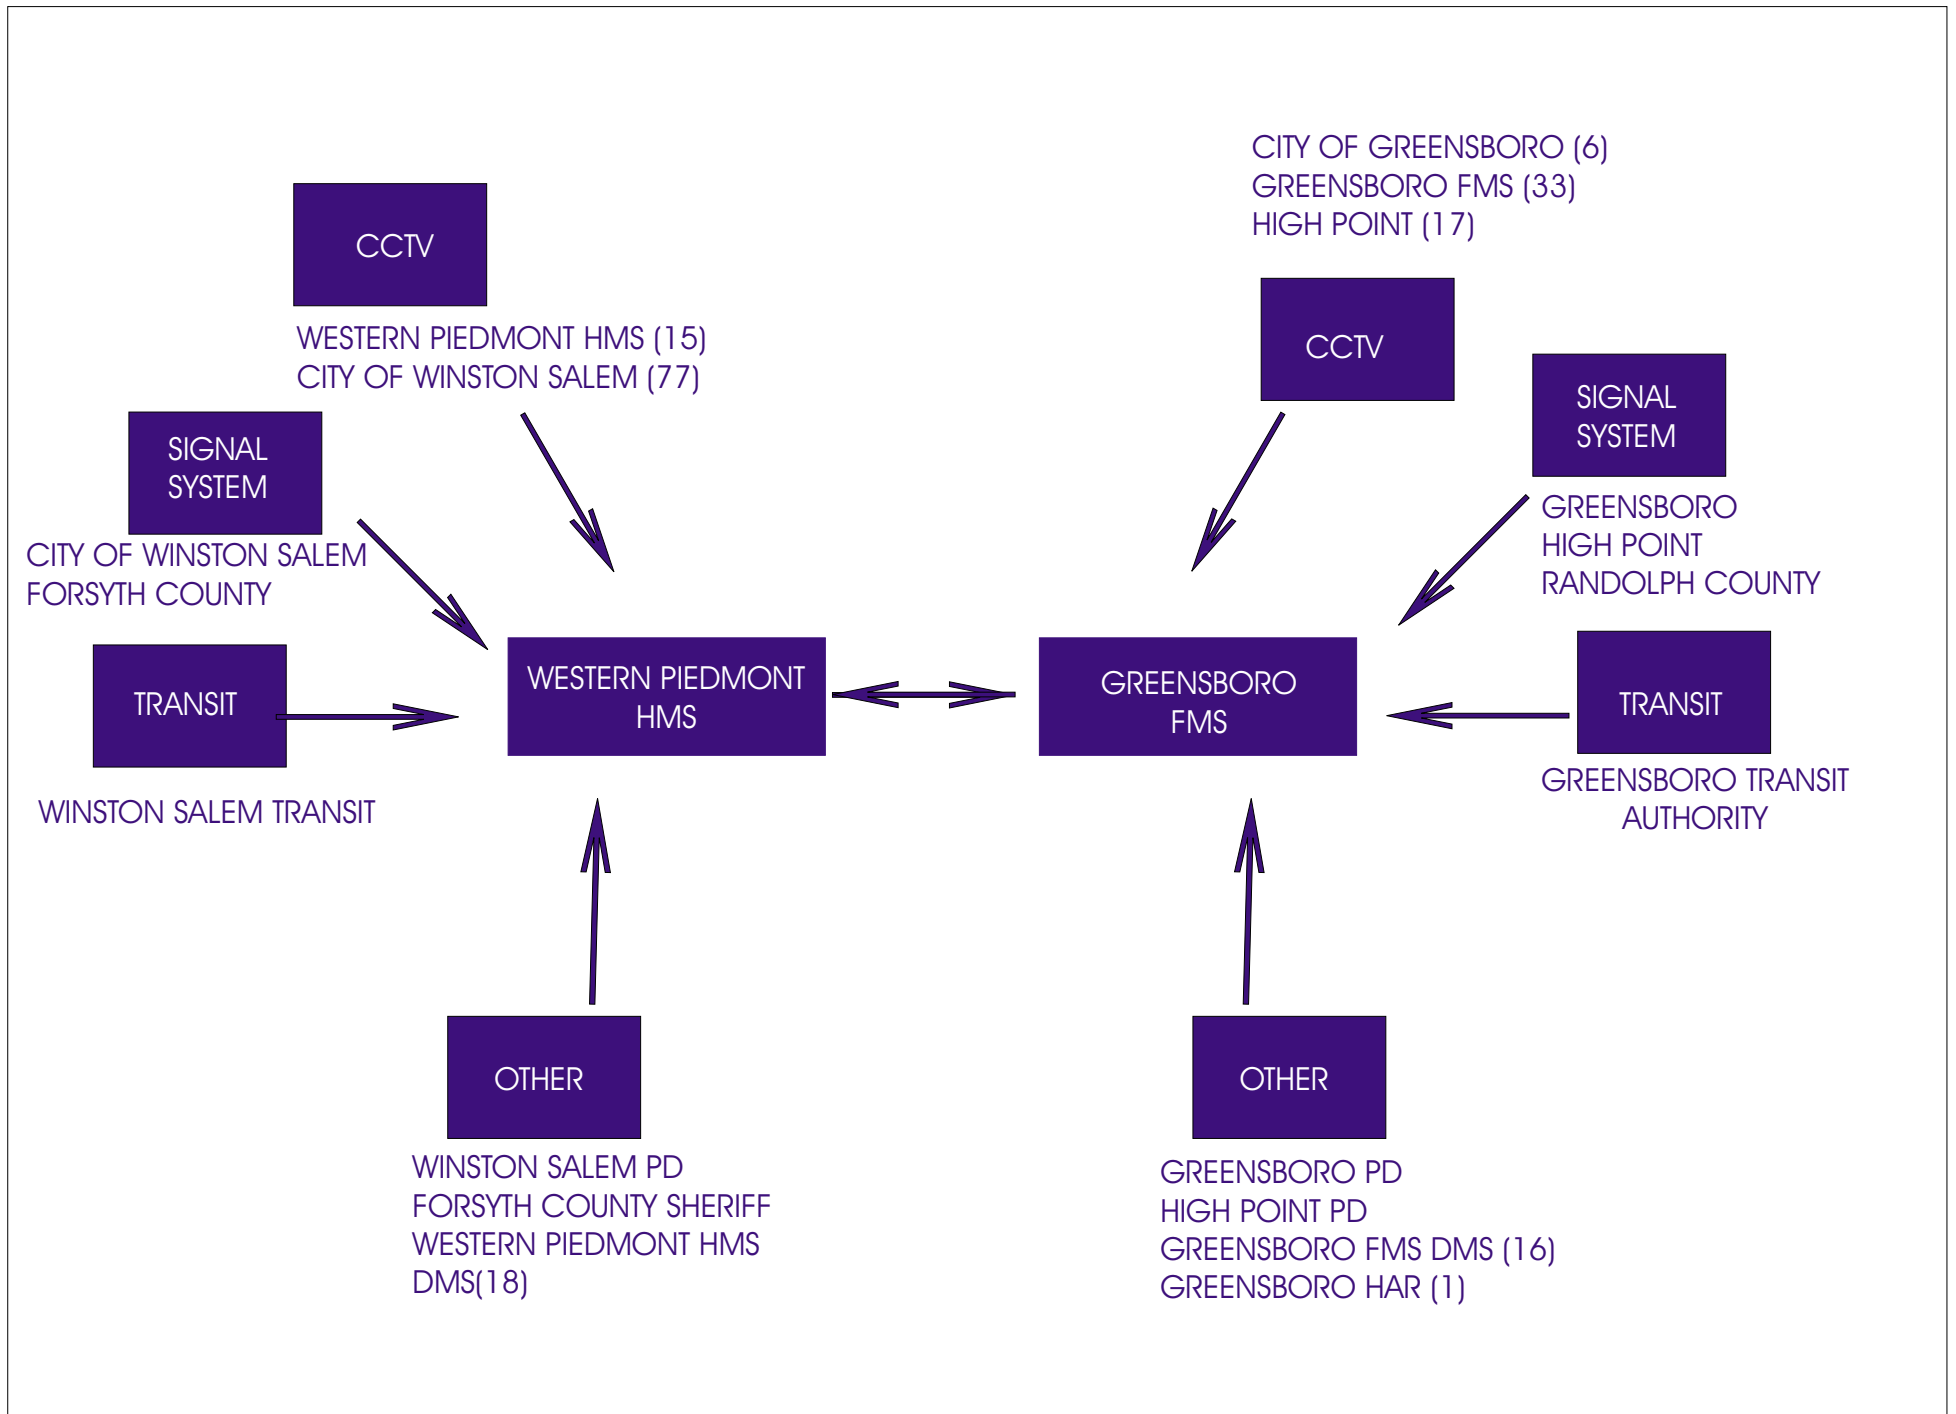 CCTV
WESTERN PIEDMONT HMS (15)
CITY OF WINSTON SALEM (77)
SIGNAL
SYSTEM
CITY OF WINSTON SALEM
FORSYTH COUNTY
TRANSIT
WINSTON SALEM TRANSIT
WESTERN PIEDMONT
HMS
OTHER
WINSTON SALEM PD
FORSYTH COUNTY SHERIFF
WESTERN PIEDMONT HMS
DMS(18)
CITY OF GREENSBORO (6)
GREENSBORO FMS (33)
HIGH POINT (17)
CCTV
SIGNAL
SYSTEM
GREENSBORO
HIGH POINT
RANDOLPH COUNTY
GREENSBORO
FMS
TRANSIT
GREENSBORO TRANSIT
AUTHORITY
OTHER
GREENSBORO PD
HIGH POINT PD
GREENSBORO FMS DMS (16)
GREENSBORO HAR (1)